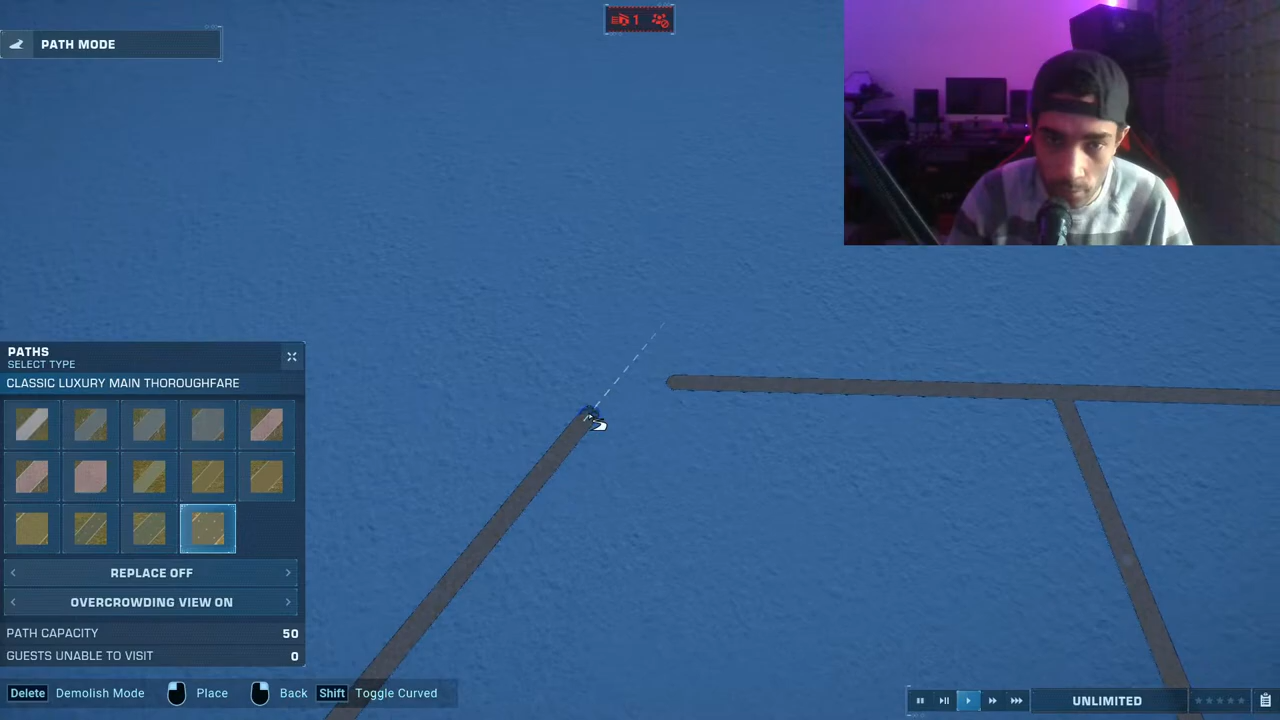 1
PATH MODE
PATHS
SELECT TYPE
CLASSIC LUXURY MAIN THOROUGHFARE
REPLACE OFF
OVERCROWDING VIEW ON
PATH CAPACITY 50
GUESTS UNABLE TO VISIT 0
Delete Demolish Mode Place Back Shift Toggle Curved
UNLIMITED